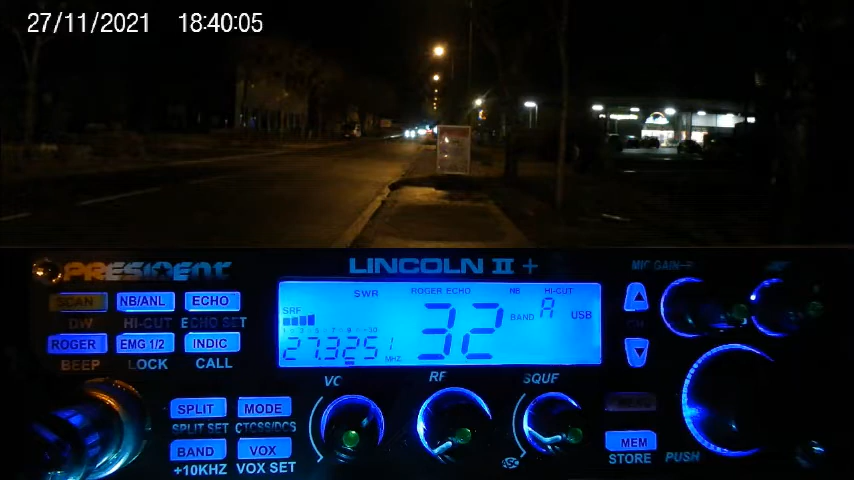 27/11/2021 18:40:05
PRESIDENT
LINCOLN II +
MIC GAIN
SCAN NB/ANL ECHO
DW HI-CUT ECHO SET
ROGER EMG 1/2 INDIC
BEEP LOCK CALL
SWR ROGER ECHO NB HI-CUT
SRF
32 BAND A USB
27.325 1 MHZ
VC RF SQUF
SPLIT MODE
SPLIT SET CTCSS/DCS
BAND VOX
+10KHZ VOX SET
ASC
MEM
STORE PUSH